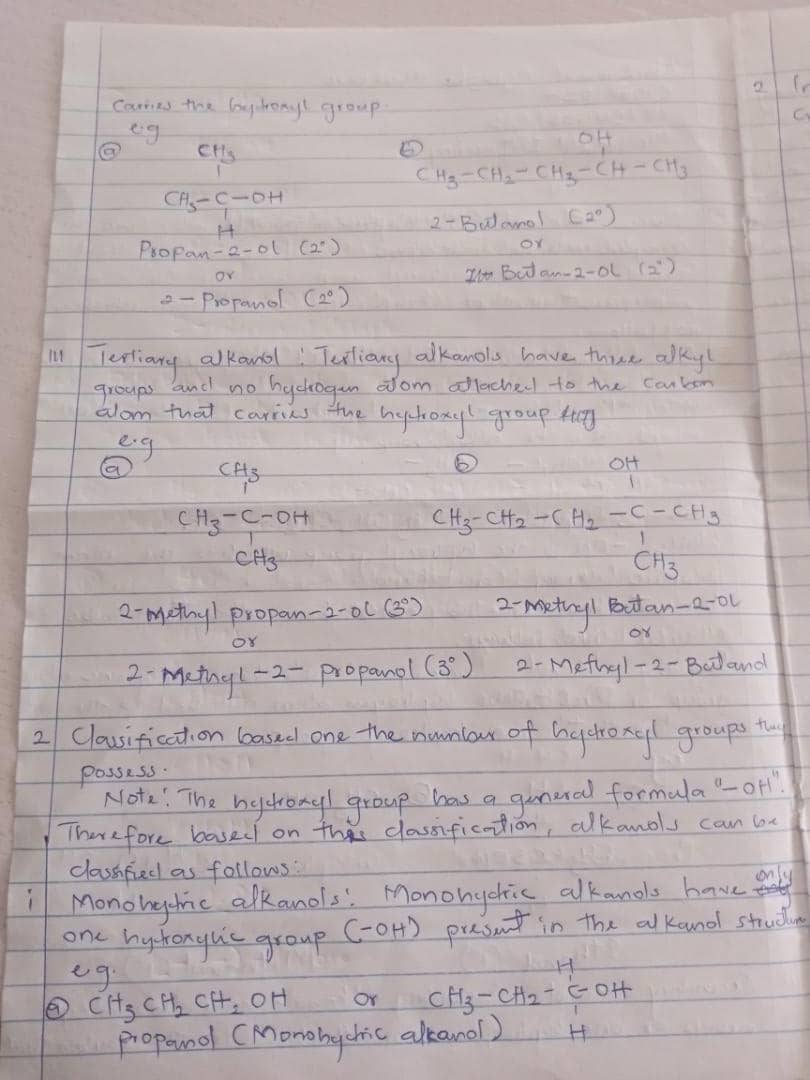 Carries the hydroxyl group.
e.g
(a) CH3
CH3-C-OH
H
Propan-2-ol (2°)
or
2-Propanol (2°)
(b) OH
CH3-CH2-CH2-CH-CH3
2-Butanol (2°)
or
Butan-2-OL (2°)
III Tertiary alkanol: Tertiary alkanols have three alkyl
groups and no hydrogen atom attached to the carbon
atom that carries the hydroxyl group
e.g
(a) CH3
CH3-C-OH
CH3
2-Methyl propan-2-OL (3°)
or
2-Methyl-2-propanol (3°)
(b) OH
CH3-CH2-CH2-C-CH3
CH3
2-Methyl Butan-2-OL
or
2-Methyl-2-Butanol
2 Classification based one the number of hydroxyl groups they
possess.
Note: The hydroxyl group has a general formula "-OH".
Therefore based on this classification, alkanols can be
classified as follows:
i Monohydric alkanols: Monohydric alkanols have only
one hydroxylic group (-OH) present in the alkanol structure
e.g.
(a) CH3 CH2 CH2 OH Or CH3-CH2-C-OH
H
H
propanol (Monohydric alkanol)
2